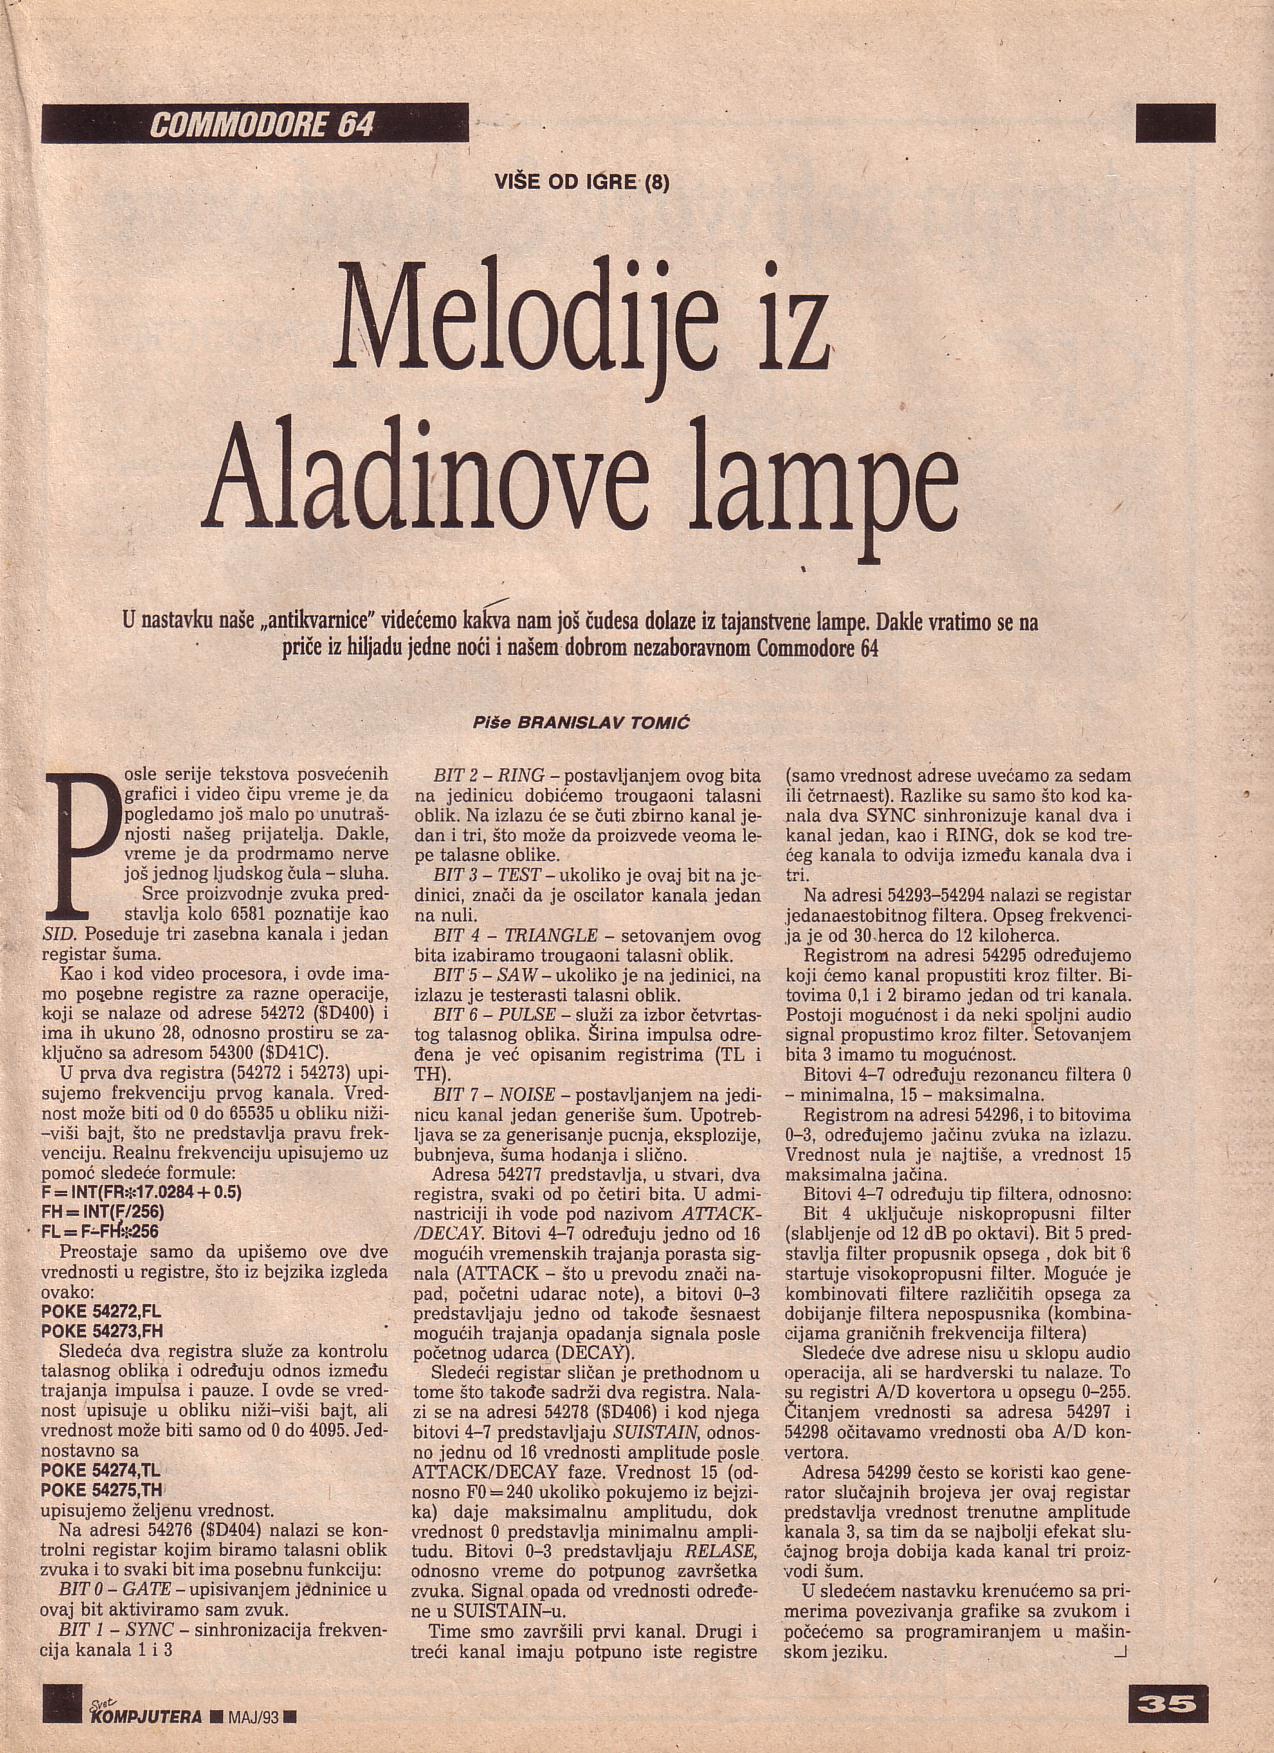 COMMODORE 64
VIŠE OD IGRE (8)
Melodije iz
Aladinove lampe
U nastavku naše „antikvarnice” videćemo kakva nam još čudesa dolaze iz tajanstvene lampe. Dakle vratimo se na
priče iz hiljadu jedne noći i našem dobrom nezaboravnom Commodore 64
Piše BRANISLAV TOMIĆ
Posle serije tekstova posvećenih
grafici i video čipu vreme je da
pogledamo još malo po unutraš-
njosti našeg prijatelja. Dakle,
vreme je da prodrmamo nerve
još jednog ljudskog čula – sluha.
Srce proizvodnje zvuka pred-
stavlja kolo 6581 poznatije kao
SID. Poseduje tri zasebna kanala i jedan
registar šuma.
Kao i kod video procesora, i ovde ima-
mo posebne registre za razne operacije,
koji se nalaze od adrese 54272 ($D400) i
ima ih ukuno 28, odnosno prostiru se za-
ključno sa adresom 54300 ($D41C).
U prva dva registra (54272 i 54273) upi-
sujemo frekvenciju prvog kanala. Vred-
nost može biti od 0 do 65535 u obliku niži-
–viši bajt, što ne predstavlja pravu frek-
venciju. Realnu frekvenciju upisujemo uz
pomoć sledeće formule:
F=INT(FR*17.0284+0.5)
FH=INT(F/256)
FL=F–FH*256
Preostaje samo da upišemo ove dve
vrednosti u registre, što iz bejzika izgleda
ovako:
POKE 54272,FL
POKE 54273,FH
Sledeća dva registra služe za kontrolu
talasnog oblika i određuju odnos između
trajanja impulsa i pauze. I ovde se vred-
nost upisuje u obliku niži–viši bajt, ali
vrednost može biti samo od 0 do 4095. Jed-
nostavno sa
POKE 54274,TL
POKE 54275,TH
upisujemo željenu vrednost.
Na adresi 54276 ($D404) nalazi se kon-
trolni registar kojim biramo talasni oblik
zvuka i to svaki bit ima posebnu funkciju:
BIT 0 – GATE – upisivanjem jedninice u
ovaj bit aktiviramo sam zvuk.
BIT 1 – SYNC – sinhronizacija frekven-
cija kanala 1 i 3
BIT 2 – RING – postavljanjem ovog bita
na jedinicu dobićemo trougaoni talasni
oblik. Na izlazu će se čuti zbirno kanal je-
dan i tri, što može da proizvede veoma le-
pe talasne oblike.
BIT 3 – TEST – ukoliko je ovaj bit na je-
dinici, znači da je oscilator kanala jedan
na nuli.
BIT 4 – TRIANGLE – setovanjem ovog
bita izabiramo trougaoni talasni oblik.
BIT 5 – SAW – ukoliko je na jedinici, na
izlazu je testerasti talasni oblik.
BIT 6 – PULSE – služi za izbor četvrtas-
tog talasnog oblika. Širina impulsa odre-
đena je već opisanim registrima (TL i
TH).
BIT 7 – NOISE – postavljanjem na jedi-
nicu kanal jedan generiše šum. Upotreb-
ljava se za generisanje pucnja, eksplozije,
bubnjeva, šuma hodanja i slično.
Adresa 54277 predstavlja, u stvari, dva
registra, svaki od po četiri bita. U admi-
nastriciji ih vode pod nazivom ATTACK-
/DECAY. Bitovi 4–7 određuju jedno od 16
mogućih vremenskih trajanja porasta sig-
nala (ATTACK – što u prevodu znači na-
pad, početni udarac note), a bitovi 0–3
predstavljaju jedno od takođe šesnaest
mogućih trajanja opadanja signala posle
početnog udarca (DECAY).
Sledeći registar sličan je prethodnom u
tome što takođe sadrži dva registra. Nala-
zi se na adresi 54278 ($D406) i kod njega
bitovi 4–7 predstavljaju SUISTAIN, odnos-
no jednu od 16 vrednosti amplitude posle
ATTACK/DECAY faze. Vrednost 15 (od-
nosno F0=240 ukoliko pokujemo iz bejzi-
ka) daje maksimalnu amplitudu, dok
vrednost 0 predstavlja minimalnu ampli-
tudu. Bitovi 0–3 predstavljaju RELASE,
odnosno vreme do potpunog završetka
zvuka. Signal opada od vrednosti određe-
ne u SUISTAIN–u.
Time smo završili prvi kanal. Drugi i
treći kanal imaju potpuno iste registre
(samo vrednost adrese uvećamo za sedam
ili četrnaest). Razlike su samo što kod ka-
nala dva SYNC sinhronizuje kanal dva i
kanal jedan, kao i RING, dok se kod tre-
ćeg kanala to odvija između kanala dva i
tri.
Na adresi 54293–54294 nalazi se registar
jedanaestobitnog filtera. Opseg frekvenci-
ja je od 30 herca do 12 kiloherca.
Registrom na adresi 54295 određujemo
koji ćemo kanal propustiti kroz filter. Bi-
tovima 0,1 i 2 biramo jedan od tri kanala.
Postoji mogućnost i da neki spoljni audio
signal propustimo kroz filter. Setovanjem
bita 3 imamo tu mogućnost.
Bitovi 4–7 određuju rezonancu filtera 0
– minimalna, 15 – maksimalna.
Registrom na adresi 54296, i to bitovima
0–3, određujemo jačinu zvuka na izlazu.
Vrednost nula je najtiše, a vrednost 15
maksimalna jačina.
Bitovi 4–7 određuju tip filtera, odnosno:
Bit 4 uključuje niskopropusni filter
(slabljenje od 12 dB po oktavi). Bit 5 pred-
stavlja filter propusnik opsega , dok bit 6
startuje visokopropusni filter. Moguće je
kombinovati filtere različitih opsega za
dobijanje filtera nepospusnika (kombina-
cijama graničnih frekvencija filtera)
Sledeće dve adrese nisu u sklopu audio
operacija, ali se hardverski tu nalaze. To
su registri A/D kovertora u opsegu 0–255.
Čitanjem vrednosti sa adresa 54297 i
54298 očitavamo vrednosti oba A/D kon-
vertora.
Adresa 54299 često se koristi kao gene-
rator slučajnih brojeva jer ovaj registar
predstavlja vrednost trenutne amplitude
kanala 3, sa tim da se najbolji efekat slu-
čajnog broja dobija kada kanal tri proiz-
vodi šum.
U sledećem nastavku krenućemo sa pri-
merima povezivanja grafike sa zvukom i
počećemo sa programiranjem u mašin-
skom jeziku.
Svet
KOMPJUTERA ■ MAJ/93 ■
35